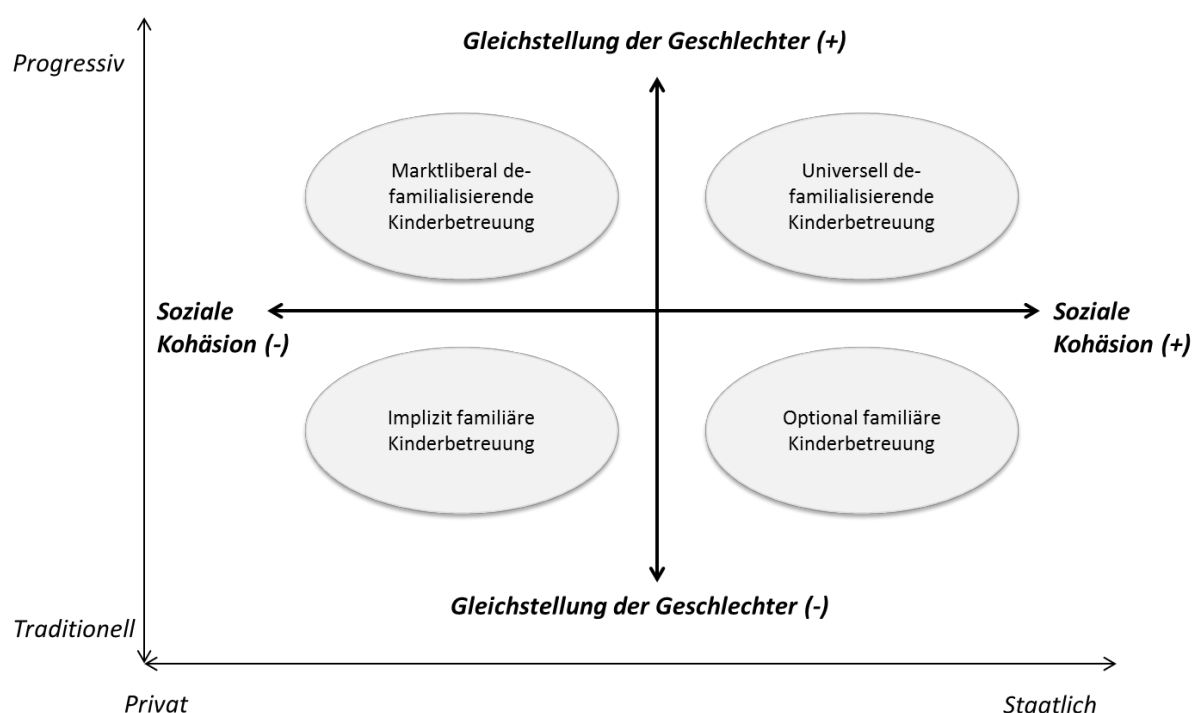 Gleichstellung der Geschlechter (+)
Progressiv
Marktliberal de-
familialisierende
Kinderbetreuung
Universell de-
familialisierende
Kinderbetreuung
Soziale
Kohäsion (-)
Soziale
Kohäsion (+)
Implizit familiäre
Kinderbetreuung
Optional familiäre
Kinderbetreuung
Gleichstellung der Geschlechter (-)
Traditionell
Privat
Staatlich